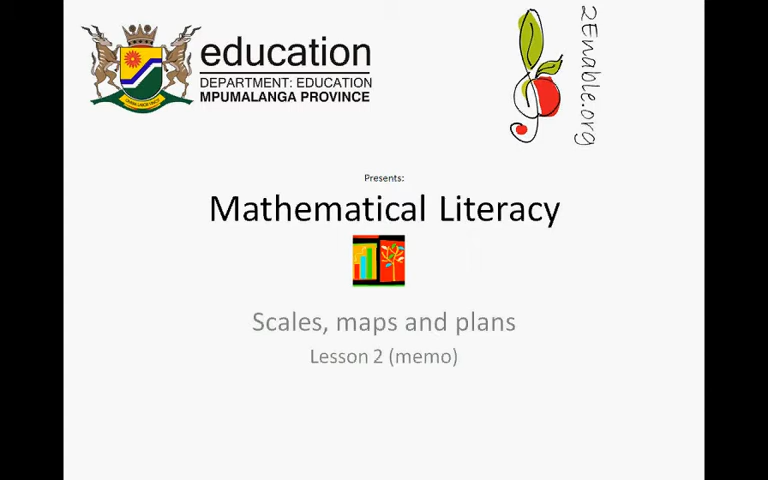 education
DEPARTMENT: EDUCATION
MPUMALANGA PROVINCE
2Enable.org
Presents:
Mathematical Literacy
Scales, maps and plans
Lesson 2 (memo)